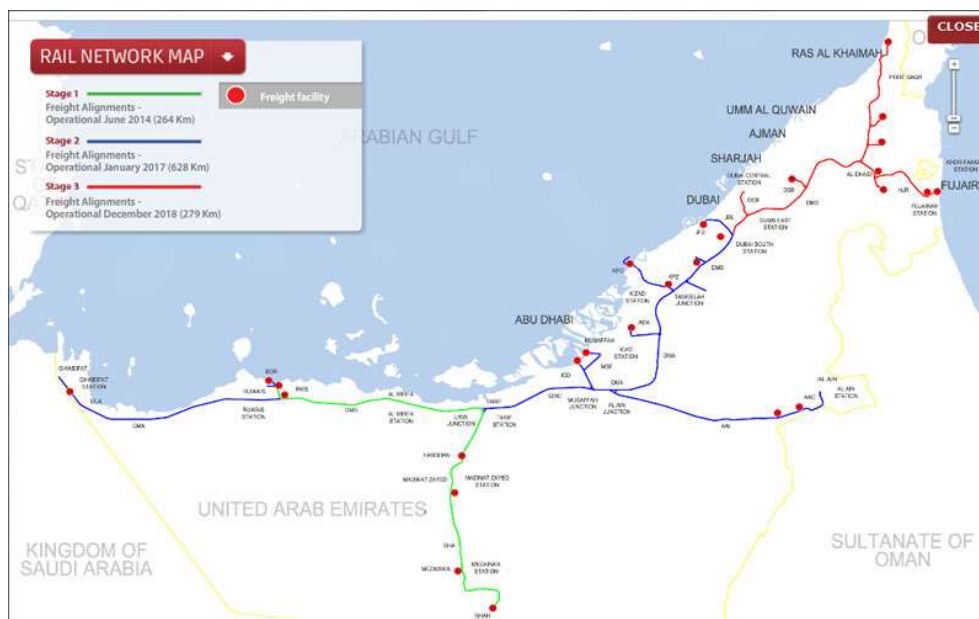 CLOSE
RAIL NETWORK MAP
Stage 1
Freight Alignments -
Operational June 2014 (264 Km)
Stage 2
Freight Alignments -
Operational January 2017 (628 Km)
Stage 3
Freight Alignments -
Operational December 2018 (279 Km)
Freight facility
ARABIAN GULF
RAS AL KHAIMAH
UMM AL QUWAIN
AJMAN
SHARJAH
DUBAI CENTRAL
STATION
AL DHAID
FUJAIR
FUJAIRAH
STATION
DUBAI
DUBAI SOUTH
STATION
KIZAD
STATION
JUNCTION
ABU DHABI
MUSAFFAH
ICAD
STATION
GHWEIFAT
GHWEIFAT
STATION
RUWAIS
RUWAIS
STATION
AL MIRFA
AL MIRFA
STATION
LIWA
JUNCTION
TARIF
TARIF
STATION
MUSAFFAH
JUNCTION
AL AIN
JUNCTION
AL AIN
AL AIN
STATION
MADINAT ZAYED
MADINAT ZAYED
STATION
MEZAIRAA
MEZAIRAA
STATION
SHAH
UNITED ARAB EMIRATES
KINGDOM OF
SAUDI ARABIA
SULTANATE OF
OMAN